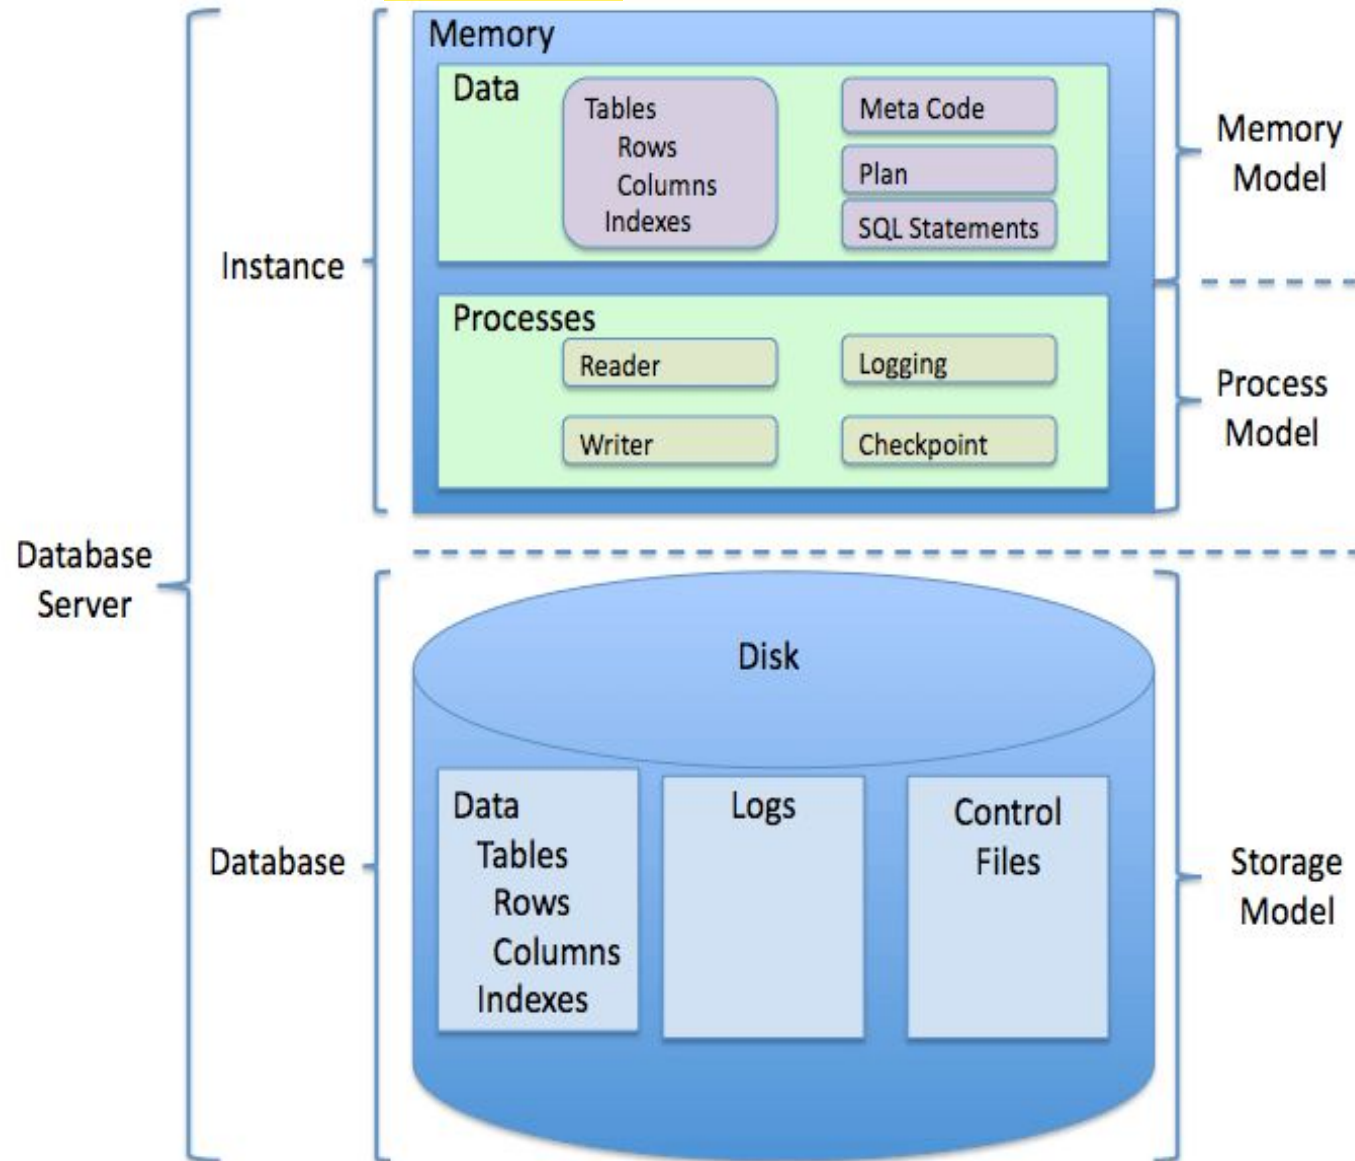 Memory
Data
Tables
Rows
Columns
Indexes
Meta Code
Plan
SQL Statements
Memory
Model
Instance
Processes
Reader
Logging
Writer
Checkpoint
Process
Model
Database
Server
Disk
Data
Tables
Rows
Columns
Indexes
Logs
Control
Files
Database
Storage
Model